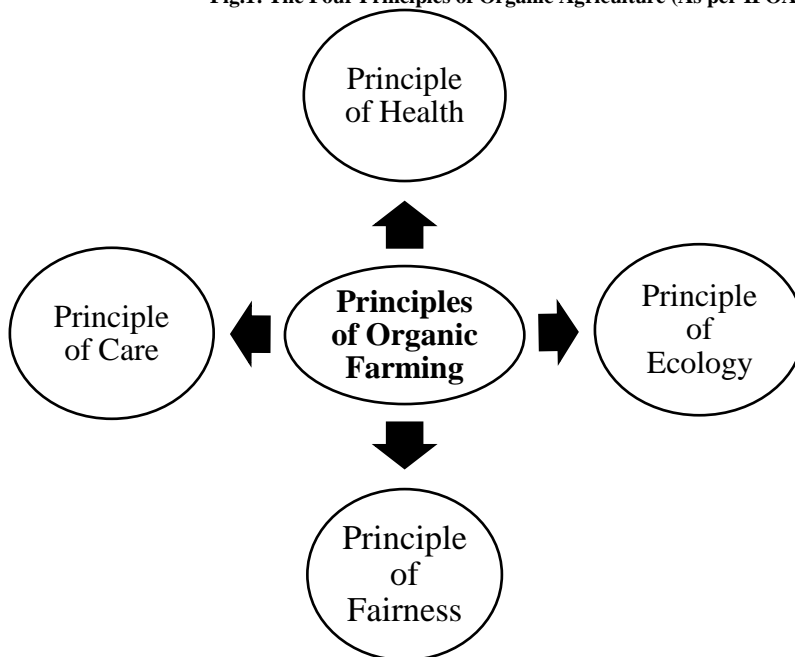 Fig.1: The Four Principles of Organic Agriculture (As per IFOA
Principle
of Health
Principle
of Care
Principles
of Organic
Farming
Principle
of
Ecology
Principle
of
Fairness